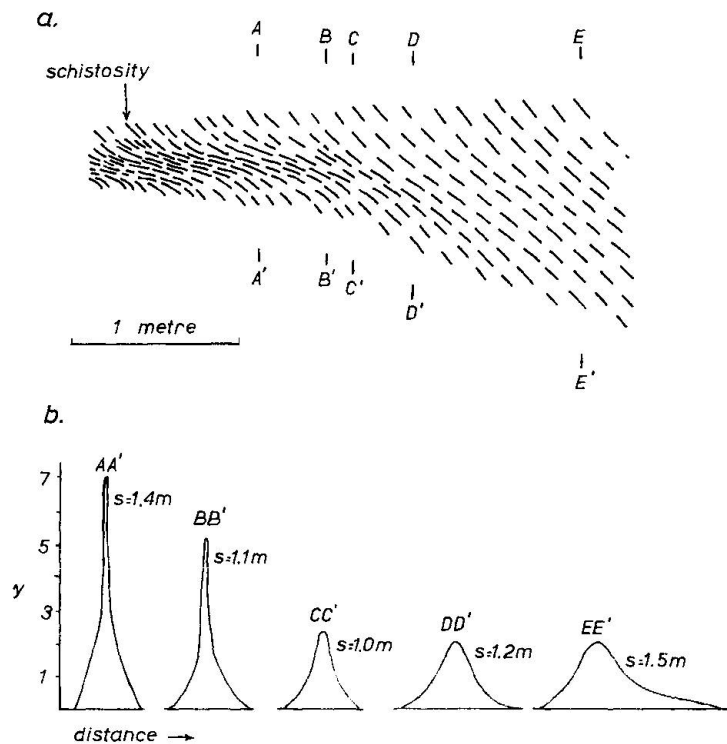 a.
A B C D E
schistosity
A' B' C' D'
E'
1 metre
b.
AA'
7
s=1.4m
BB'
5
s=1.1m
γ
3
CC'
DD'
EE'
s=1.0m
s=1.2m
s=1.5m
1
distance →